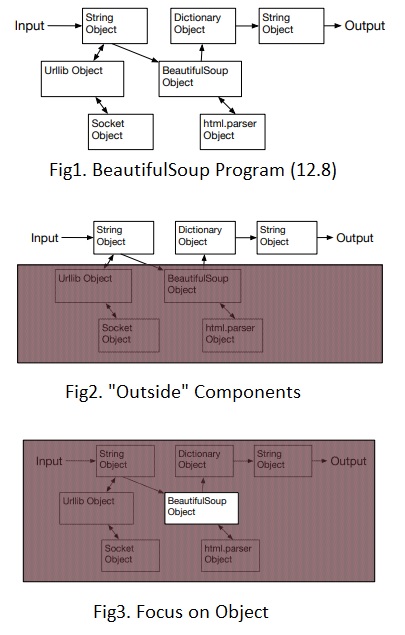 Input
String
Object
Dictionary
Object
String
Object
Output
Urllib Object
BeautifulSoup
Object
Socket
Object
html.parser
Object
Fig1. BeautifulSoup Program (12.8)
Input
String
Object
Dictionary
Object
String
Object
Output
Urllib Object
BeautifulSoup
Object
Socket
Object
html.parser
Object
Fig2. "Outside" Components
Input
String
Object
Dictionary
Object
String
Object
Output
Urllib Object
BeautifulSoup
Object
Socket
Object
html.parser
Object
Fig3. Focus on Object